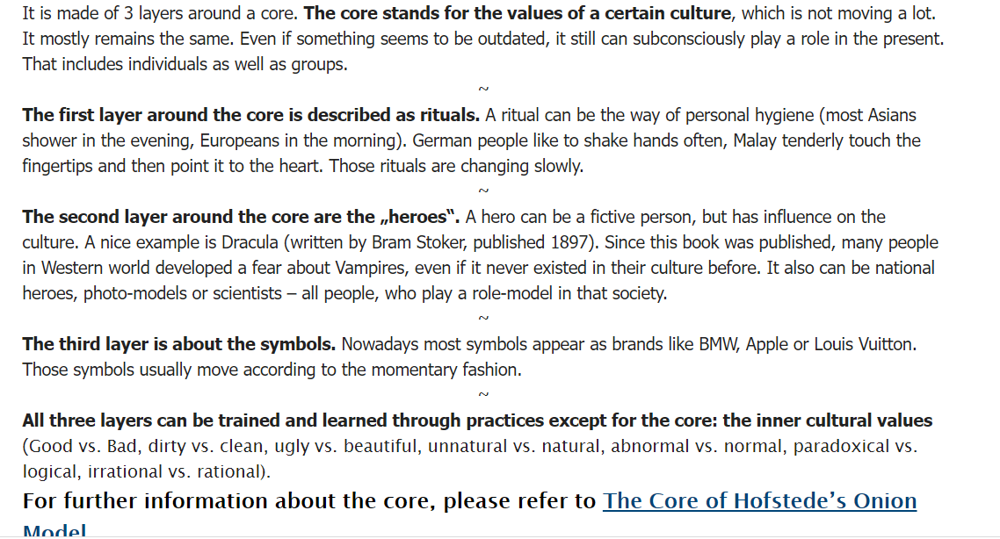 It is made of 3 layers around a core. The core stands for the values of a certain culture, which is not moving a lot.
It mostly remains the same. Even if something seems to be outdated, it still can subconsciously play a role in the present.
That includes individuals as well as groups.
~
The first layer around the core is described as rituals. A ritual can be the way of personal hygiene (most Asians
shower in the evening, Europeans in the morning). German people like to shake hands often, Malay tenderly touch the
fingertips and then point it to the heart. Those rituals are changing slowly.
~
The second layer around the core are the „heroes‟. A hero can be a fictive person, but has influence on the
culture. A nice example is Dracula (written by Bram Stoker, published 1897). Since this book was published, many people
in Western world developed a fear about Vampires, even if it never existed in their culture before. It also can be national
heroes, photo-models or scientists – all people, who play a role-model in that society.
~
The third layer is about the symbols. Nowadays most symbols appear as brands like BMW, Apple or Louis Vuitton.
Those symbols usually move according to the momentary fashion.
~
All three layers can be trained and learned through practices except for the core: the inner cultural values
(Good vs. Bad, dirty vs. clean, ugly vs. beautiful, unnatural vs. natural, abnormal vs. normal, paradoxical vs.
logical, irrational vs. rational).
For further information about the core, please refer to The Core of Hofstede’s Onion
Model